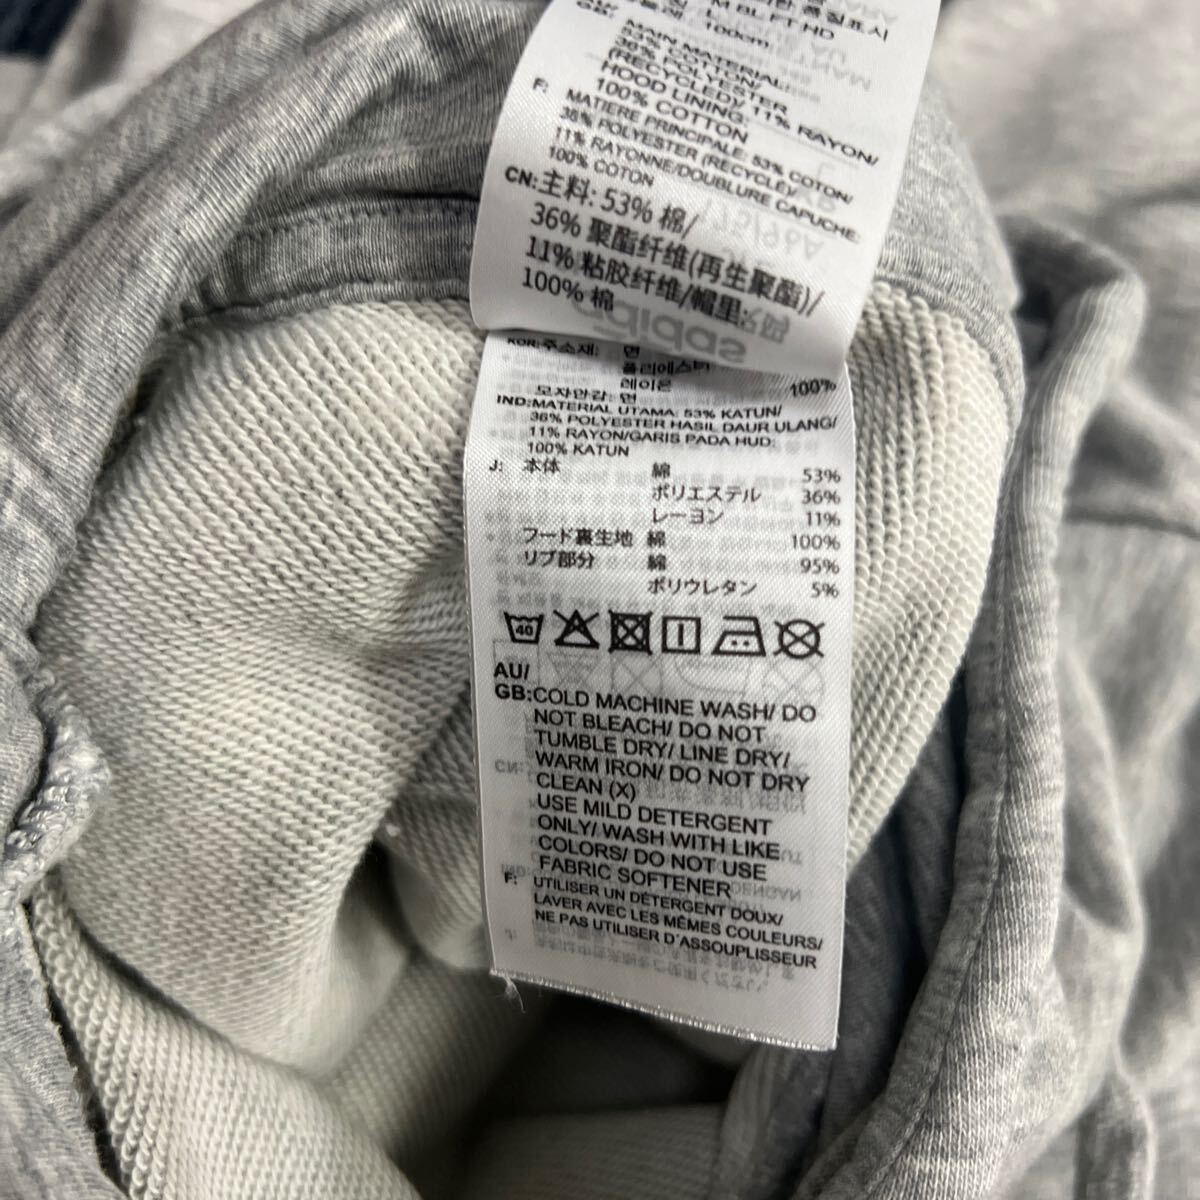 M BL FT HD
MAIN MATERIAL:
53% COTTON/
36% POLYESTER
(RECYCLED)/ 11% RAYON/
HOOD LINING:
100% COTTON
F: MATIERE PRINCIPALE: 53% COTON/
36% POLYESTER (RECYCLEY
11% RAYONNE/DOUBLURE CAPUCHE:
100% COTON
CN: 主料: 53% 棉/
36% 聚酯纤维(再生聚酯)/
11% 粘胶纤维/帽里:
100% 棉
KOR: 주소재: 면
폴리에스터
레이온
모자안감: 면 100%
IND: MATERIAL UTAMA: 53% KATUN/
36% POLYESTER HASIL DAUR ULANG/
11% RAYON/GARIS PADA HUD:
100% KATUN
J: 本体 綿 53%
ポリエステル 36%
レーヨン 11%
フード裏生地 綿 100%
リブ部分 綿 95%
ポリウレタン 5%
40
AU/
GB: COLD MACHINE WASH/ DO
NOT BLEACH/ DO NOT
TUMBLE DRY/ LINE DRY/
WARM IRON/ DO NOT DRY
CLEAN (X)
USE MILD DETERGENT
ONLY/ WASH WITH LIKE
COLORS/ DO NOT USE
FABRIC SOFTENER
F: UTILISER UN DÉTERGENT DOUX/
LAVER AVEC LES MÊMES COULEURS/
NE PAS UTILISER D'ASSOUPLISSEUR